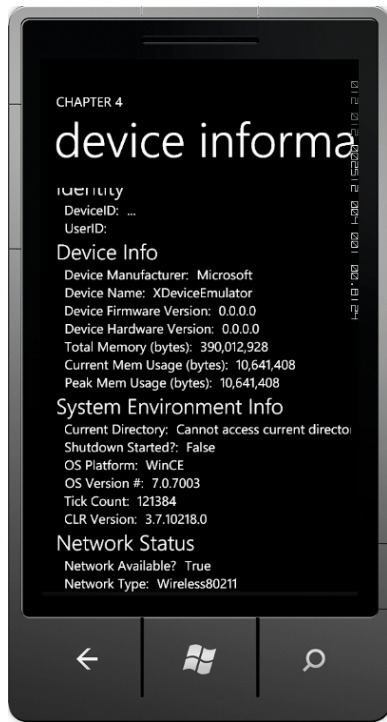 CHAPTER 4
device informa
Identity
DeviceID: ...
UserID:
Device Info
Device Manufacturer: Microsoft
Device Name: XDeviceEmulator
Device Firmware Version: 0.0.0.0
Device Hardware Version: 0.0.0.0
Total Memory (bytes): 390,012,928
Current Mem Usage (bytes): 10,641,408
Peak Mem Usage (bytes): 10,641,408
System Environment Info
Current Directory: Cannot access current director
Shutdown Started?: False
OS Platform: WinCE
OS Version #: 7.0.7003
Tick Count: 121384
CLR Version: 3.7.10218.0
Network Status
Network Available? True
Network Type: Wireless80211